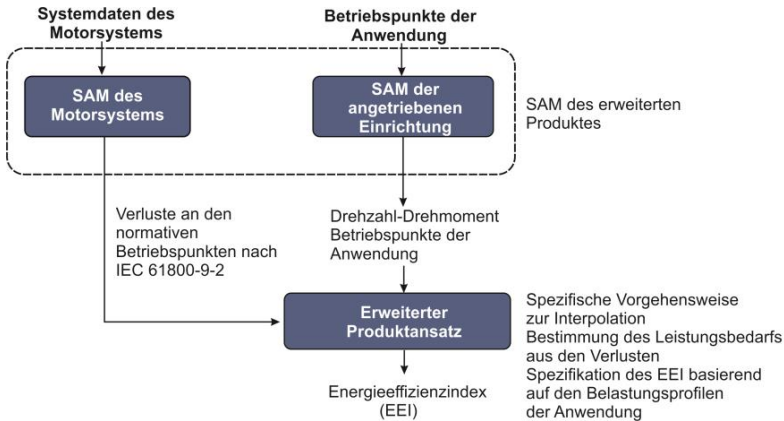 Systemdaten des
Motorsystems
Betriebspunkte der
Anwendung
SAM des
Motorsystems
SAM der
angetriebenen
Einrichtung
SAM des erweiterten
Produktes
Verluste an den
normativen
Betriebspunkten nach
IEC 61800-9-2
Drehzahl-Drehmoment
Betriebspunkte der
Anwendung
Erweiterter
Produktansatz
Spezifische Vorgehensweise
zur Interpolation
Bestimmung des Leistungsbedarfs
aus den Verlusten
Spezifikation des EEI basierend
auf den Belastungsprofilen
der Anwendung
Energieeffizienzindex
(EEI)